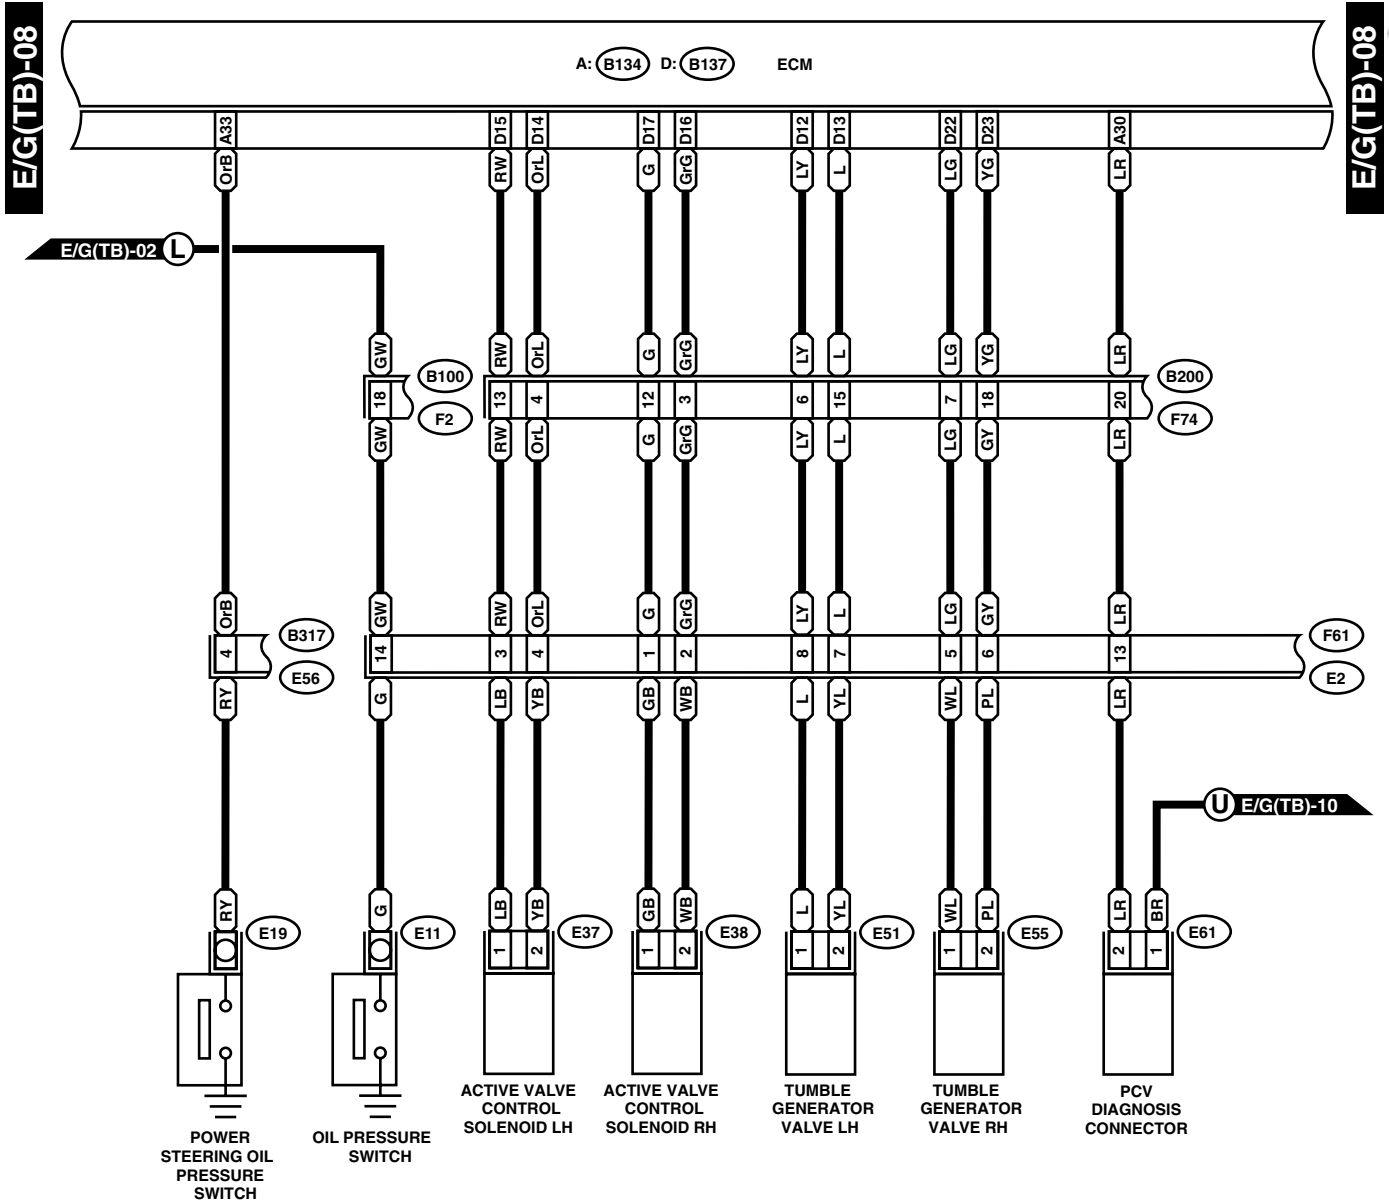 E/G(TB)-08
E/G(TB)-08
A: B134 D: B137 ECM
A33 D15 D14 D17 D16 D12 D13 D22 D23 A30
OrB RW OrL G GrG LY L LG YG LR
E/G(TB)-02 L
GW RW OrL G GrG LY L LG YG LR
B100 B200
18 13 4 12 3 6 15 7 18 20
F2 F74
GW RW OrL G GrG LY L LG GY LR
OrB GW RW OrL G GrG LY L LG GY LR
B317 F61
4 14 3 4 1 2 8 7 5 6 13
E56 E2
RY G LB YB GB WB L YL WL PL LR
U E/G(TB)-10
RY G LB YB GB WB L YL WL PL LR BR
E19 E11 E37 E38 E51 E55 E61
1 2 1 2 1 2 1 2 2 1
POWER
STEERING OIL
PRESSURE
SWITCH
OIL PRESSURE
SWITCH
ACTIVE VALVE
CONTROL
SOLENOID LH
ACTIVE VALVE
CONTROL
SOLENOID RH
TUMBLE
GENERATOR
VALVE LH
TUMBLE
GENERATOR
VALVE RH
PCV
DIAGNOSIS
CONNECTOR